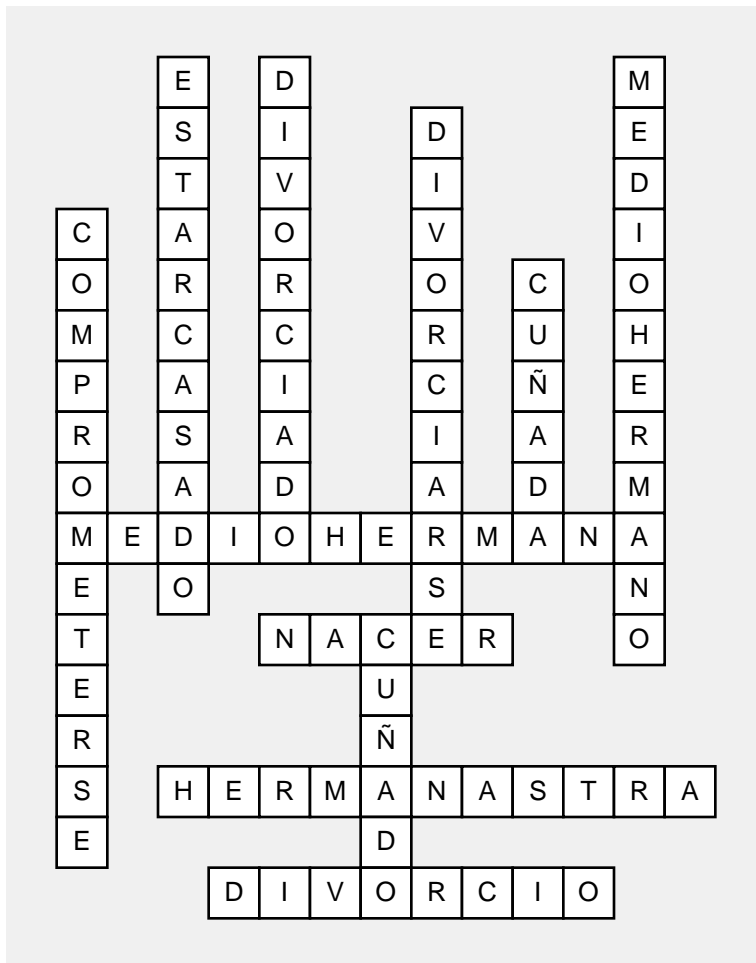 ESTARCASADO
DIVORCIADO
MEDIOHERMANO
DIVORCIARSE
COMPROMETERSE
CUÑADA
MEDIOHERMANA
NACER
CUÑADO
HERMANASTRA
DIVORCIO